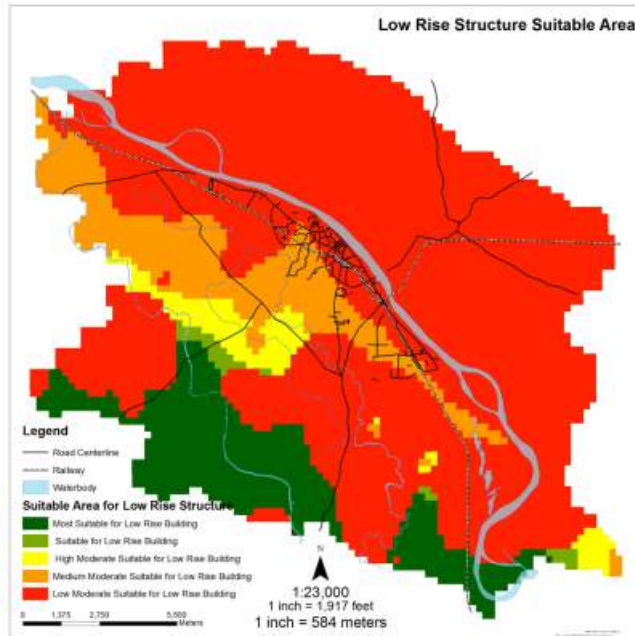 Low Rise Structure Suitable Area
Legend
Road Centerline
Railway
Waterbody
Suitable Area for Low Rise Structure
Most Suitable for Low Rise Building
Suitable for Low Rise Building
High Moderate Suitable for Low Rise Building
Medium Moderate Suitable for Low Rise Building
Low Moderate Suitable for Low Rise Building
0 1,375 2,750 5,500
Meters
N
1:23,000
1 inch = 1,917 feet
1 inch = 584 meters